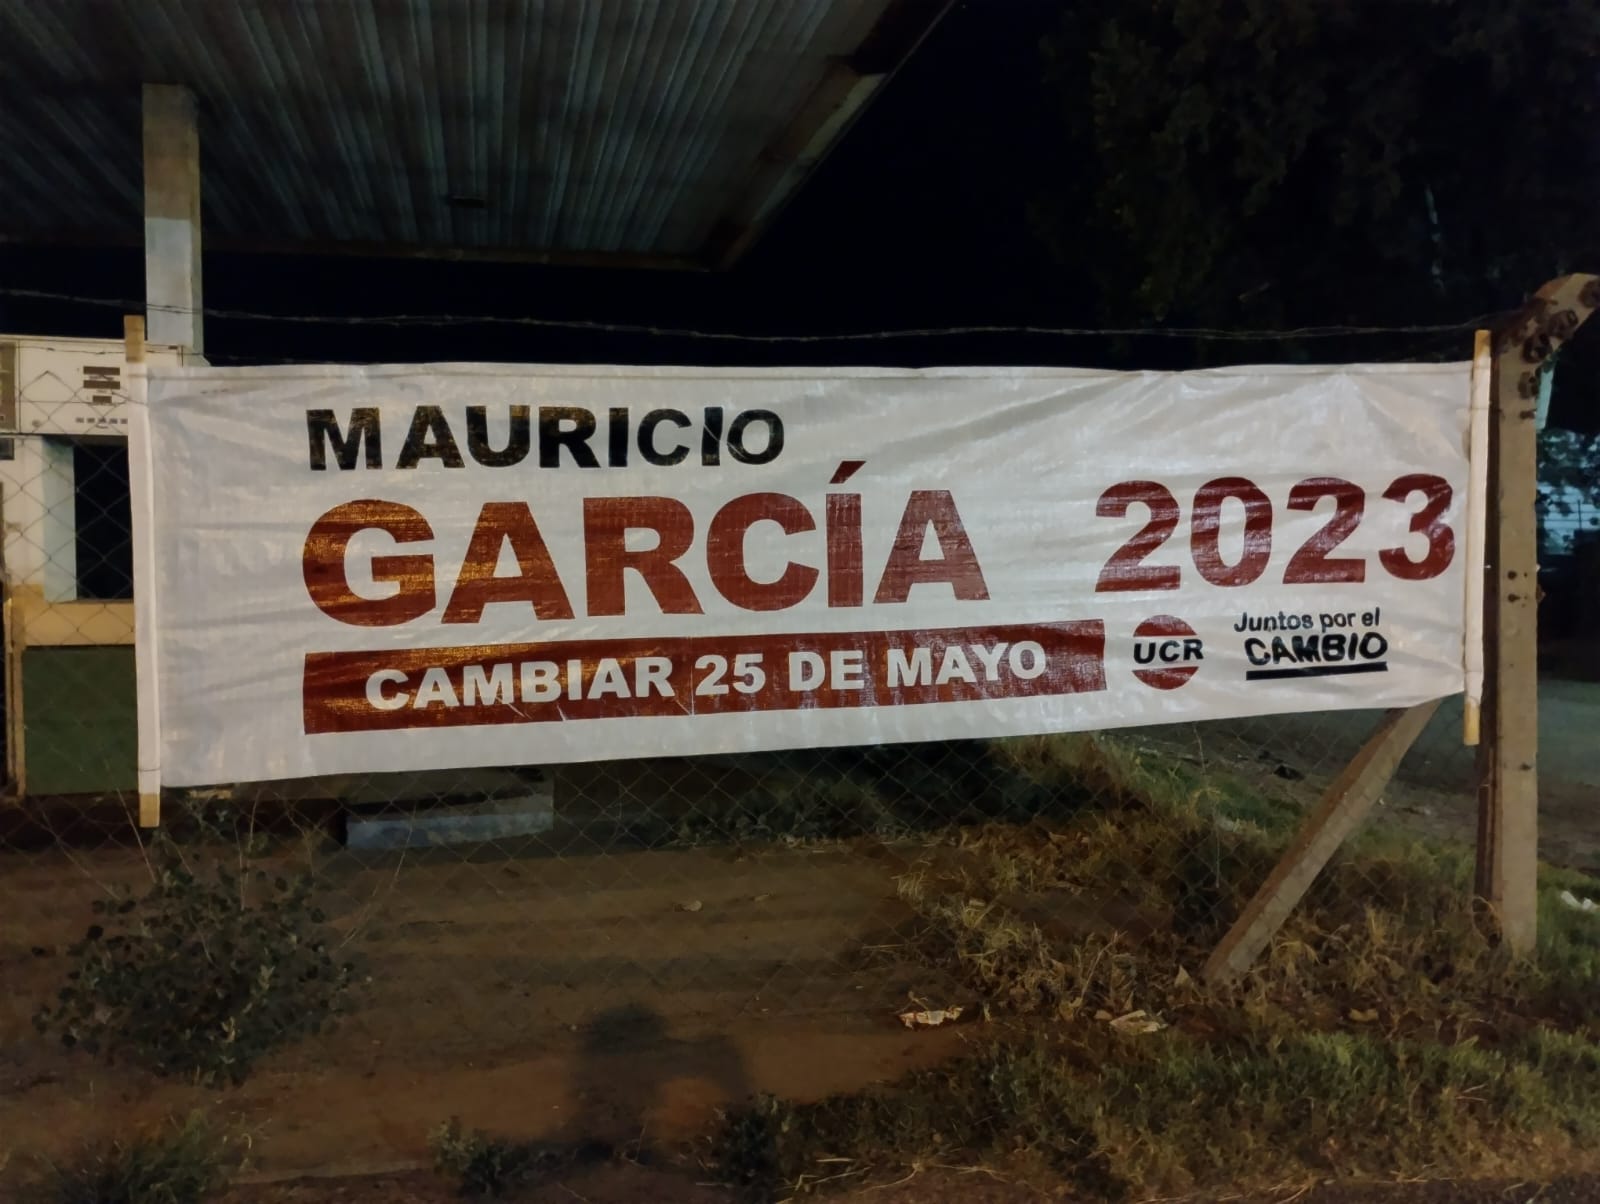 MAURICIO
GARCÍA 2023
CAMBIAR 25 DE MAYO
UCR
Juntos por el
CAMBIO